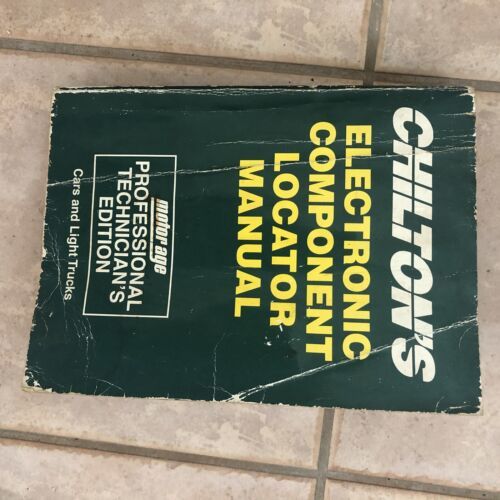 CHILTON'S
ELECTRONIC
COMPONENT
LOCATOR
MANUAL
motor age
PROFESSIONAL
TECHNICIAN'S
EDITION
Cars and Light Trucks